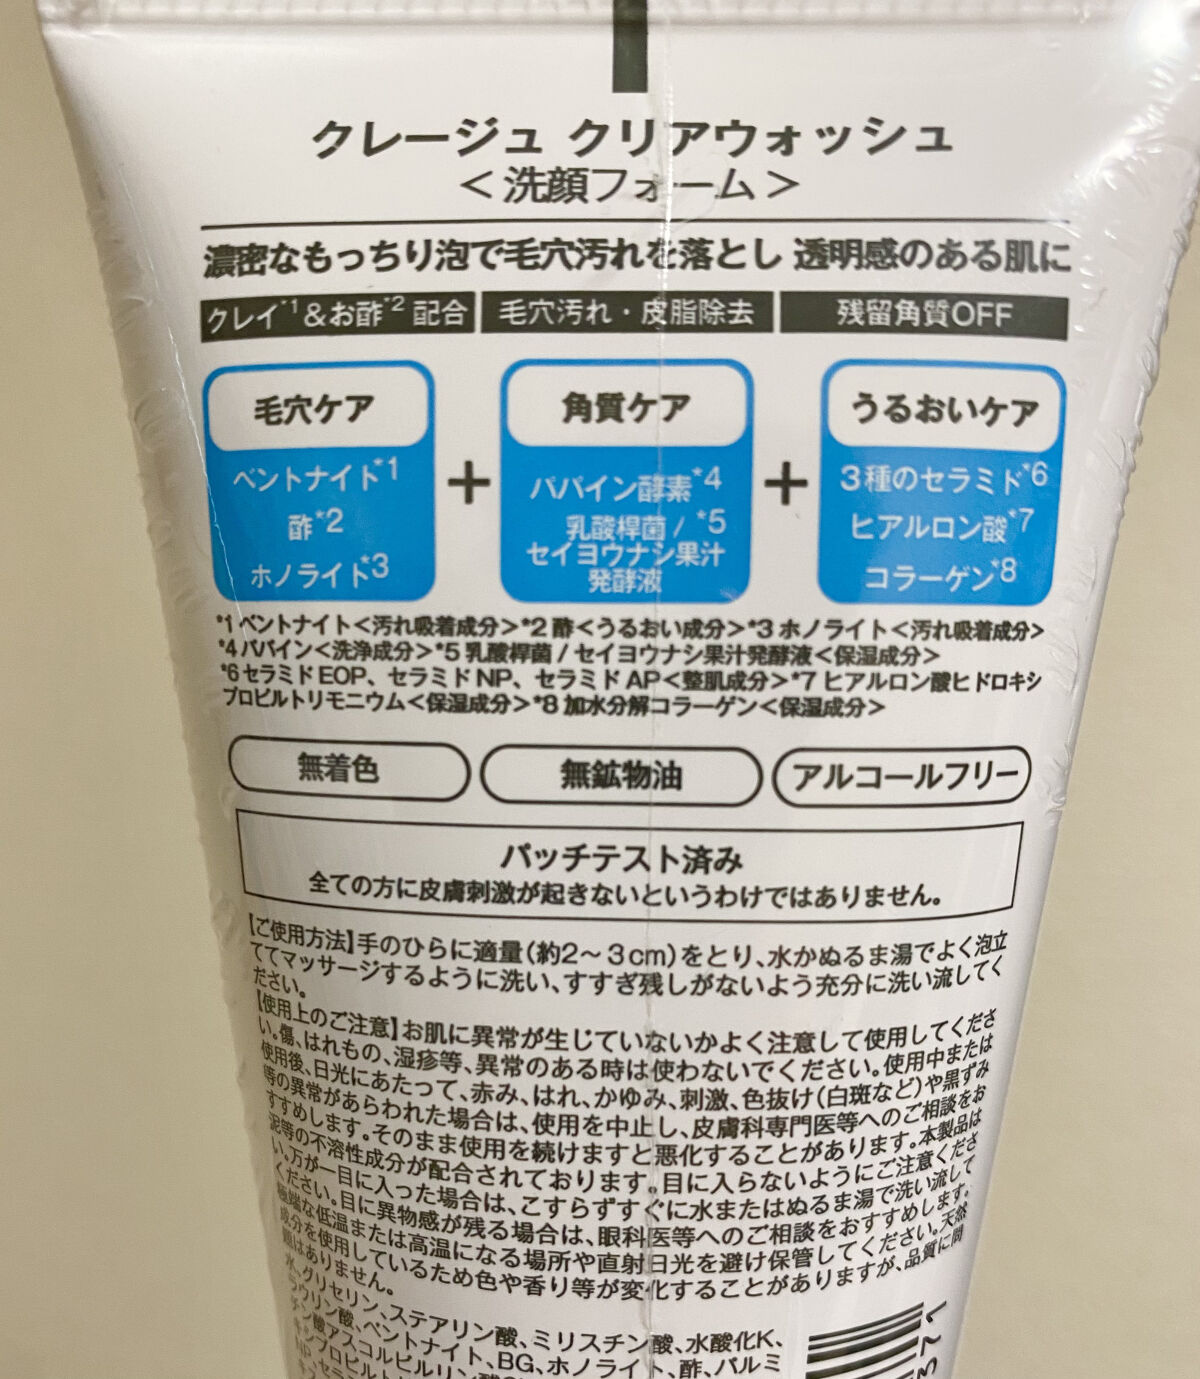 クレージュ クリアウォッシュ
＜洗顔フォーム＞
濃密なもっちり泡で毛穴汚れを落とし 透明感のある肌に
クレイ*1＆お酢*2 配合
毛穴汚れ・皮脂除去
残留角質OFF
毛穴ケア
ベントナイト*1
酢*2
ホノライト*3
＋
角質ケア
パパイン酵素*4
乳酸桿菌 / *5
セイヨウナシ果汁
発酵液
＋
うるおいケア
3種のセラミド*6
ヒアルロン酸*7
コラーゲン*8
*1 ベントナイト＜汚れ吸着成分＞*2 酢＜うるおい成分＞*3 ホノライト＜汚れ吸着成分＞
*4 パパイン＜洗浄成分＞*5 乳酸桿菌 / セイヨウナシ果汁発酵液＜保湿成分＞
*6 セラミド EOP、セラミド NP、セラミド AP＜整肌成分＞*7 ヒアルロン酸ヒドロキシ
プロピルトリモニウム＜保湿成分＞*8 加水分解コラーゲン＜保湿成分＞
無着色
無鉱物油
アルコールフリー
パッチテスト済み
全ての方に皮膚刺激が起きないというわけではありません。
【ご使用方法】手のひらに適量(約2～3cm)をとり、水かぬるま湯でよく泡立
ててマッサージするように洗い、すすぎ残しがないよう充分に洗い流してく
ださい。
【使用上のご注意】お肌に異常が生じていないかよく注意して使用してくださ
い。傷、はれもの、湿疹等、異常のある時は使わないでください。使用中または
使用後、日光にあたって、赤み、はれ、かゆみ、刺激、色抜け(白斑など)や黒ずみ
等の異常があらわれた場合は、使用を中止し、皮膚科専門医等へのご相談をお
すすめします。そのまま使用を続けますと悪化することがあります。本製品は
泥等の不溶性成分が配合されております。目に入らないようにご注意くださ
い。万が一目に入った場合は、こすらずすぐに水またはぬるま湯で洗い流して
ください。目に異物感が残る場合は、眼科医等へのご相談をおすすめします。
極端な低温または高温になる場所や直射日光を避け保管してください。天然
成分を使用しているため色や香り等が変化することがありますが、品質に問
題はありません。
水、グリセリン、ステアリン酸、ミリスチン酸、水酸化K、
ラウリン酸、ベントナイト、BG、ホノライト、酢、パルミ
チン酸アスコルビルリン酸